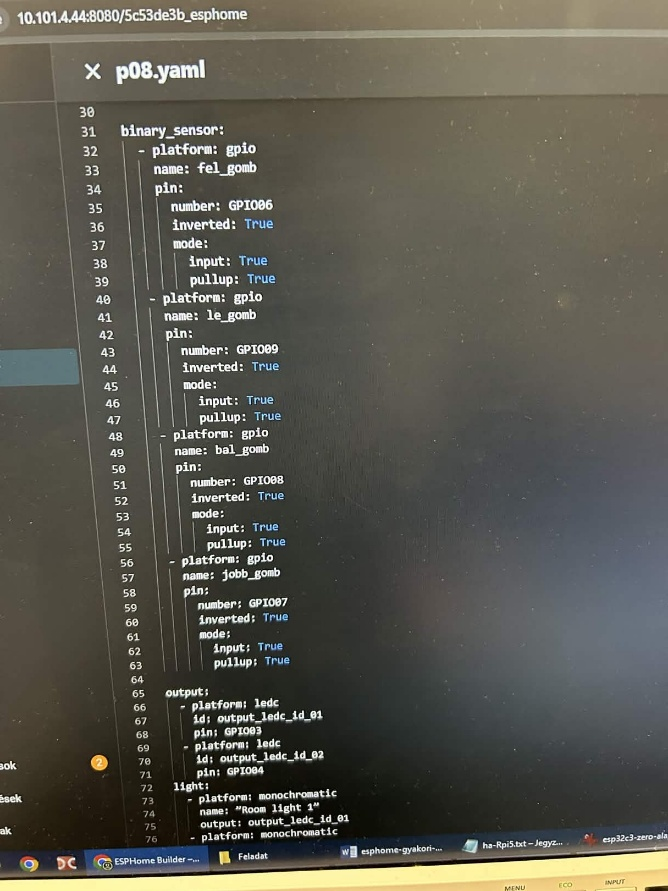 10.101.4.44:8080/5c53de3b_esphome
× p08.yaml
30
31 binary_sensor:
32 - platform: gpio
33 name: fel_gomb
34 pin:
35 number: GPIO06
36 inverted: True
37 mode:
38 input: True
39 pullup: True
40 - platform: gpio
41 name: le_gomb
42 pin:
43 number: GPIO09
44 inverted: True
45 mode:
46 input: True
47 pullup: True
48 - platform: gpio
49 name: bal_gomb
50 pin:
51 number: GPIO08
52 inverted: True
53 mode:
54 input: True
55 pullup: True
56 - platform: gpio
57 name: jobb_gomb
58 pin:
59 number: GPIO07
60 inverted: True
61 mode:
62 input: True
63 pullup: True
64
65 output:
66 - platform: ledc
67 id: output_ledc_id_01
68 pin: GPIO03
69 - platform: ledc
70 id: output_ledc_id_02
71 pin: GPIO04
72 light:
73 - platform: monochromatic
74 name: "Room light 1"
75 output: output_ledc_id_01
76 - platform: monochromatic
sok 2
ések
ak
ESPHome Builder –... Feladat esphome-gyakori-... ha-Rpi5.txt – Jegyz... esp32c3-zero-ala
MENU ECO INPUT